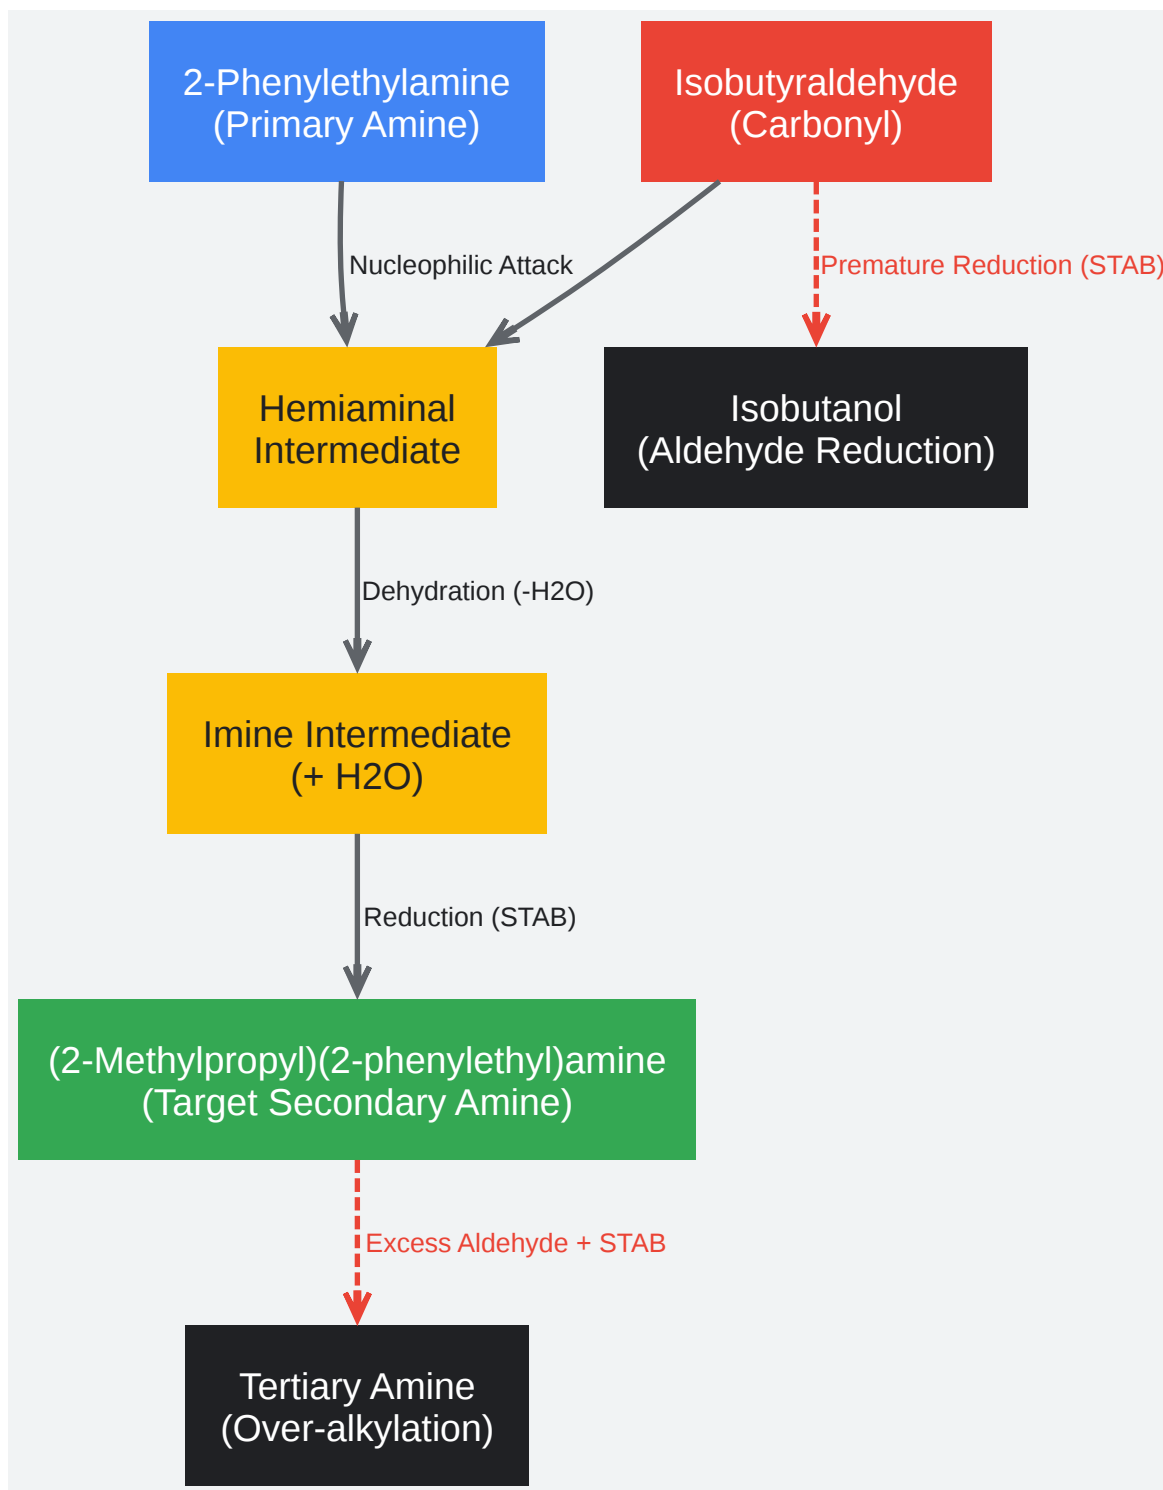 2-Phenylethylamine
(Primary Amine)
Isobutyraldehyde
(Carbonyl)
Nucleophilic Attack
Premature Reduction (STAB)
Hemiaminal
Intermediate
Isobutanol
(Aldehyde Reduction)
Dehydration (-H2O)
Imine Intermediate
(+ H2O)
Reduction (STAB)
(2-Methylpropyl)(2-phenylethyl)amine
(Target Secondary Amine)
Excess Aldehyde + STAB
Tertiary Amine
(Over-alkylation)